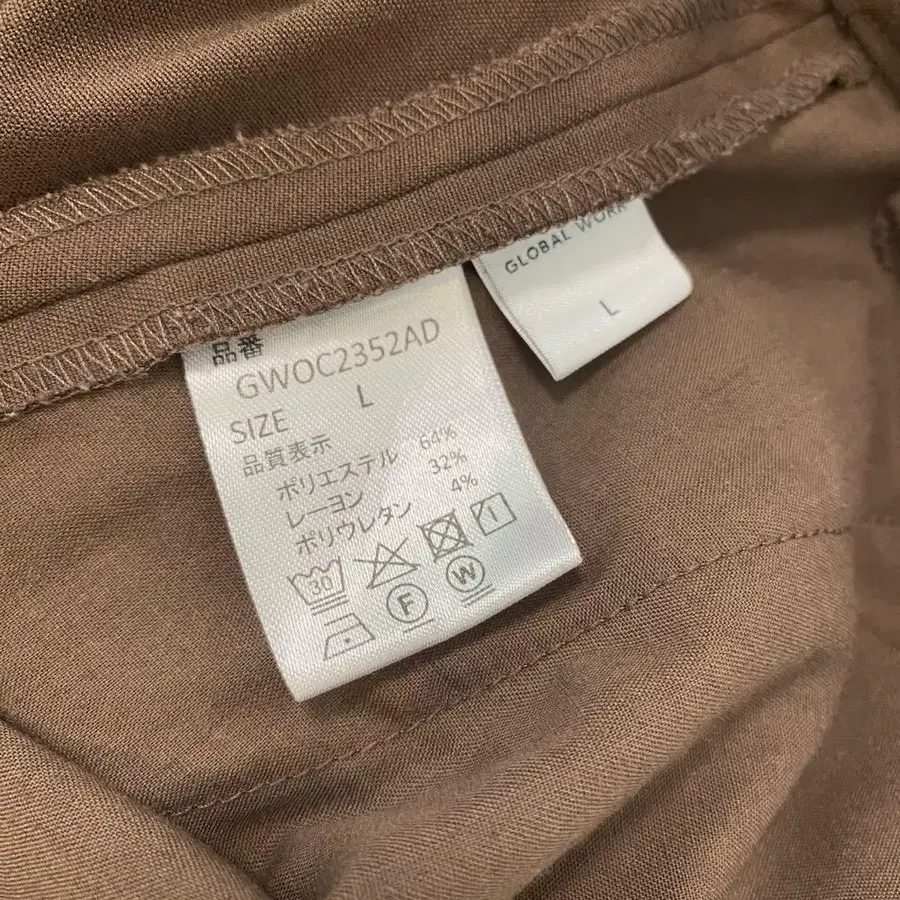 品番
GWOC2352AD
SIZE L
品質表示
ポリエステル 64%
レーヨン 32%
ポリウレタン 4%
30
F
W
GLOBAL WORK
L